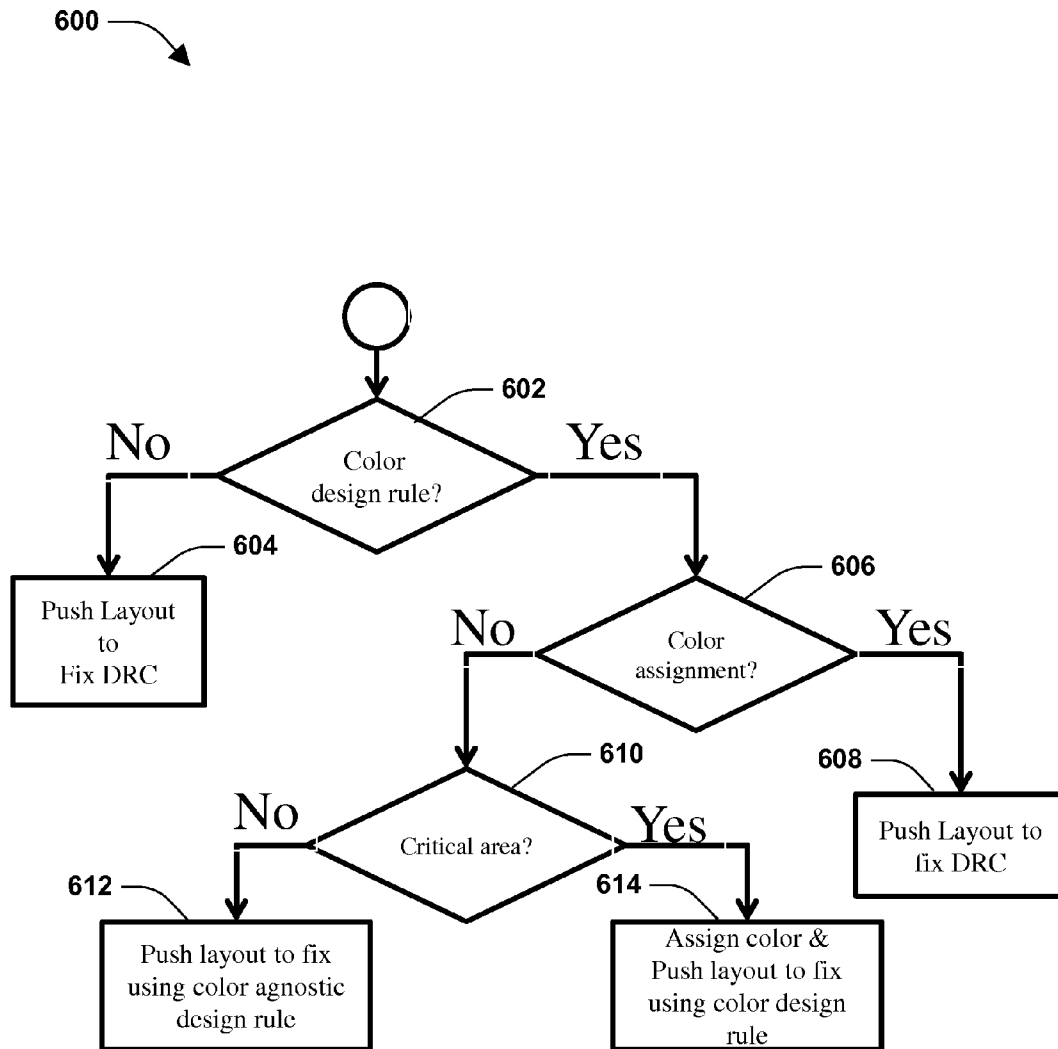 600
602
No
Yes
Color
design rule?
604
606
Push Layout
to
Fix DRC
No
Yes
Color
assignment?
610
608
No
Yes
Critical area?
Push Layout to
fix DRC
612
614
Push layout to fix
using color agnostic
design rule
Assign color &
Push layout to fix
using color design
rule